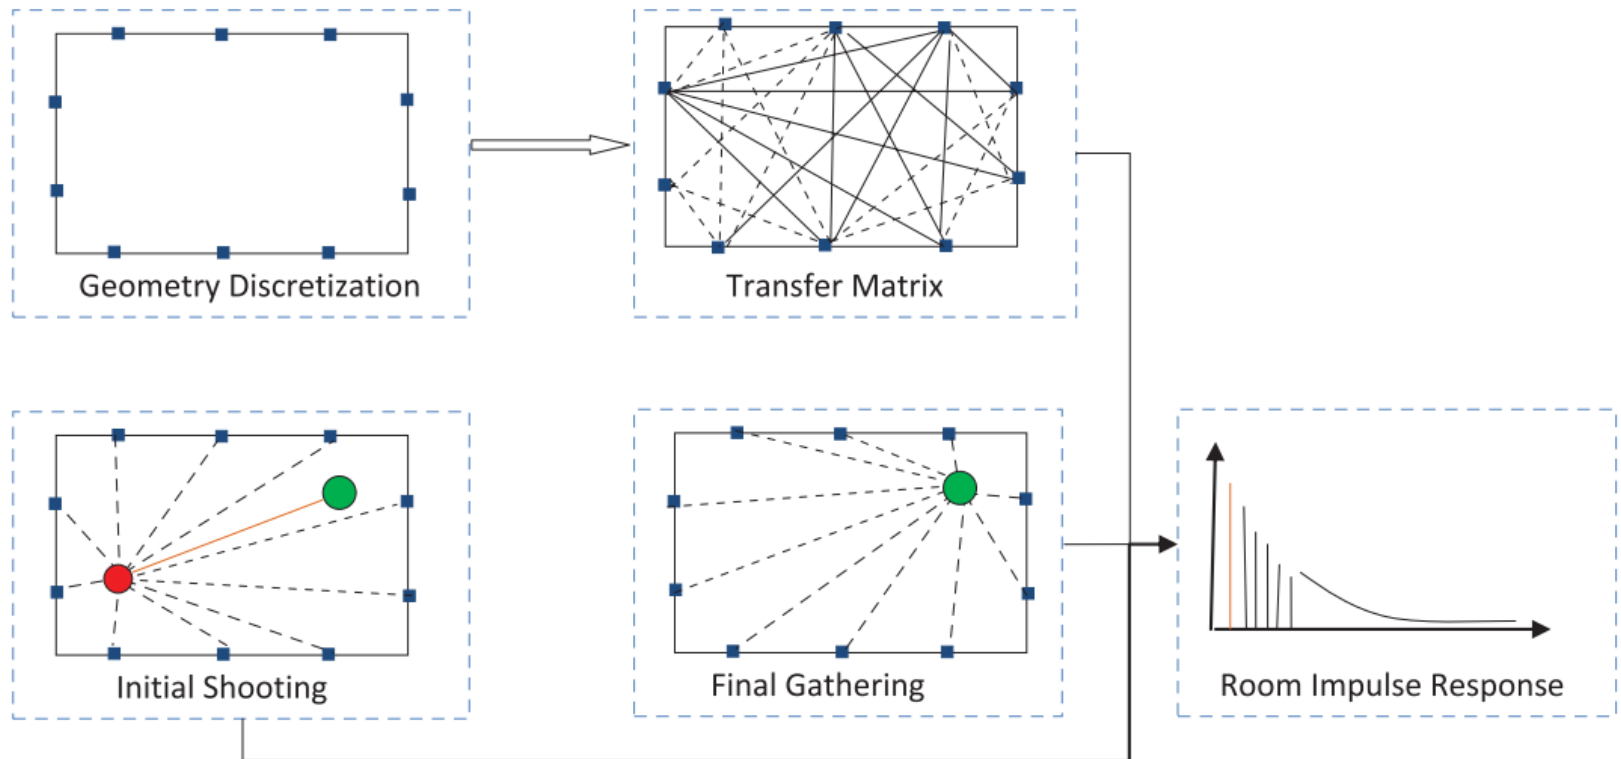 Geometry Discretization
Transfer Matrix
Initial Shooting
Final Gathering
Room Impulse Response